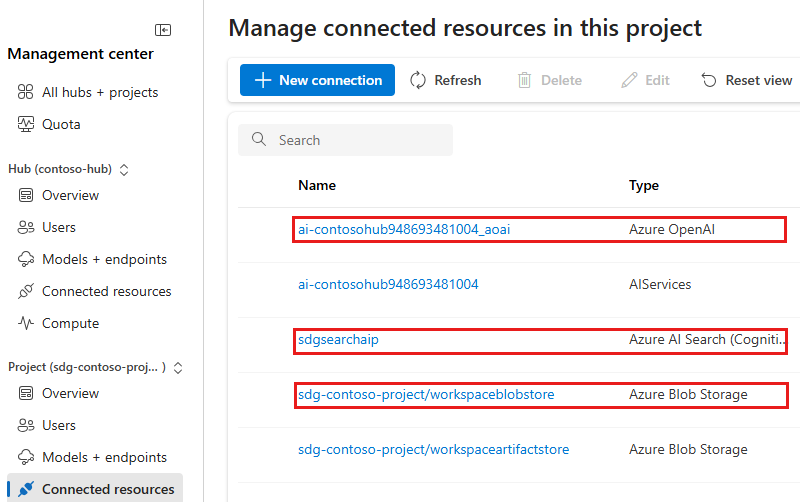 Management center
All hubs + projects
Quota
Hub (contoso-hub)
Overview
Users
Models + endpoints
Connected resources
Compute
Project (sdg-contoso-proj... )
Overview
Users
Models + endpoints
Connected resources
Manage connected resources in this project
New connection Refresh Delete Edit Reset view
Search
Name Type
ai-contosohub948693481004_aoai Azure OpenAI
ai-contosohub948693481004 AIServices
sdgsearchaip Azure AI Search (Cogniti...
sdg-contoso-project/workspaceblobstore Azure Blob Storage
sdg-contoso-project/workspaceartifactstore Azure Blob Storage